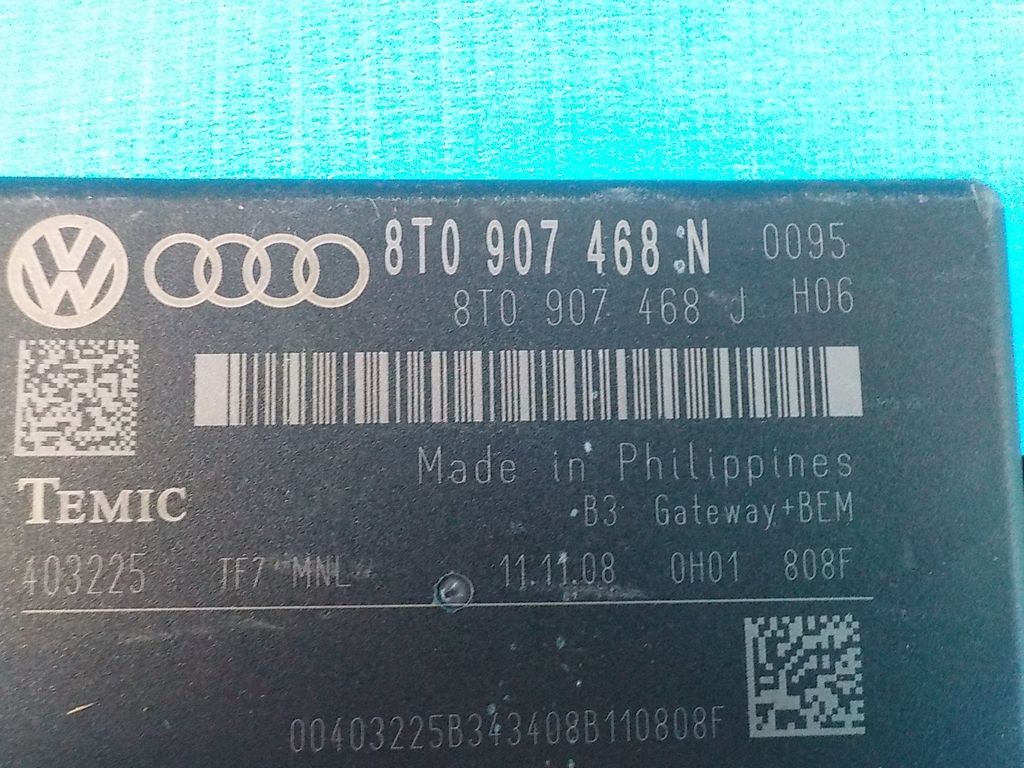 8T0 907 468 N 0095
8T0 907 468 J H06
Made in Philippines
TEMIC
B3 Gateway+BEM
403225 TF7 MNL 11.11.08 0H01 808F
00403225B343408B110808F